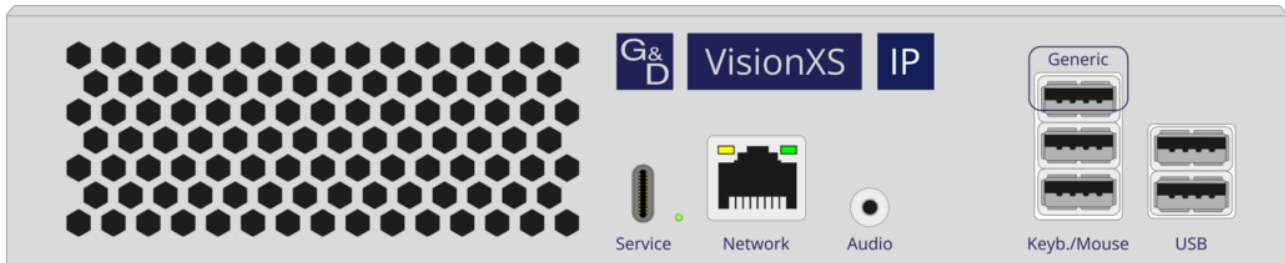 G&D VisionXS IP
Generic
Service Network Audio Keyb./Mouse USB